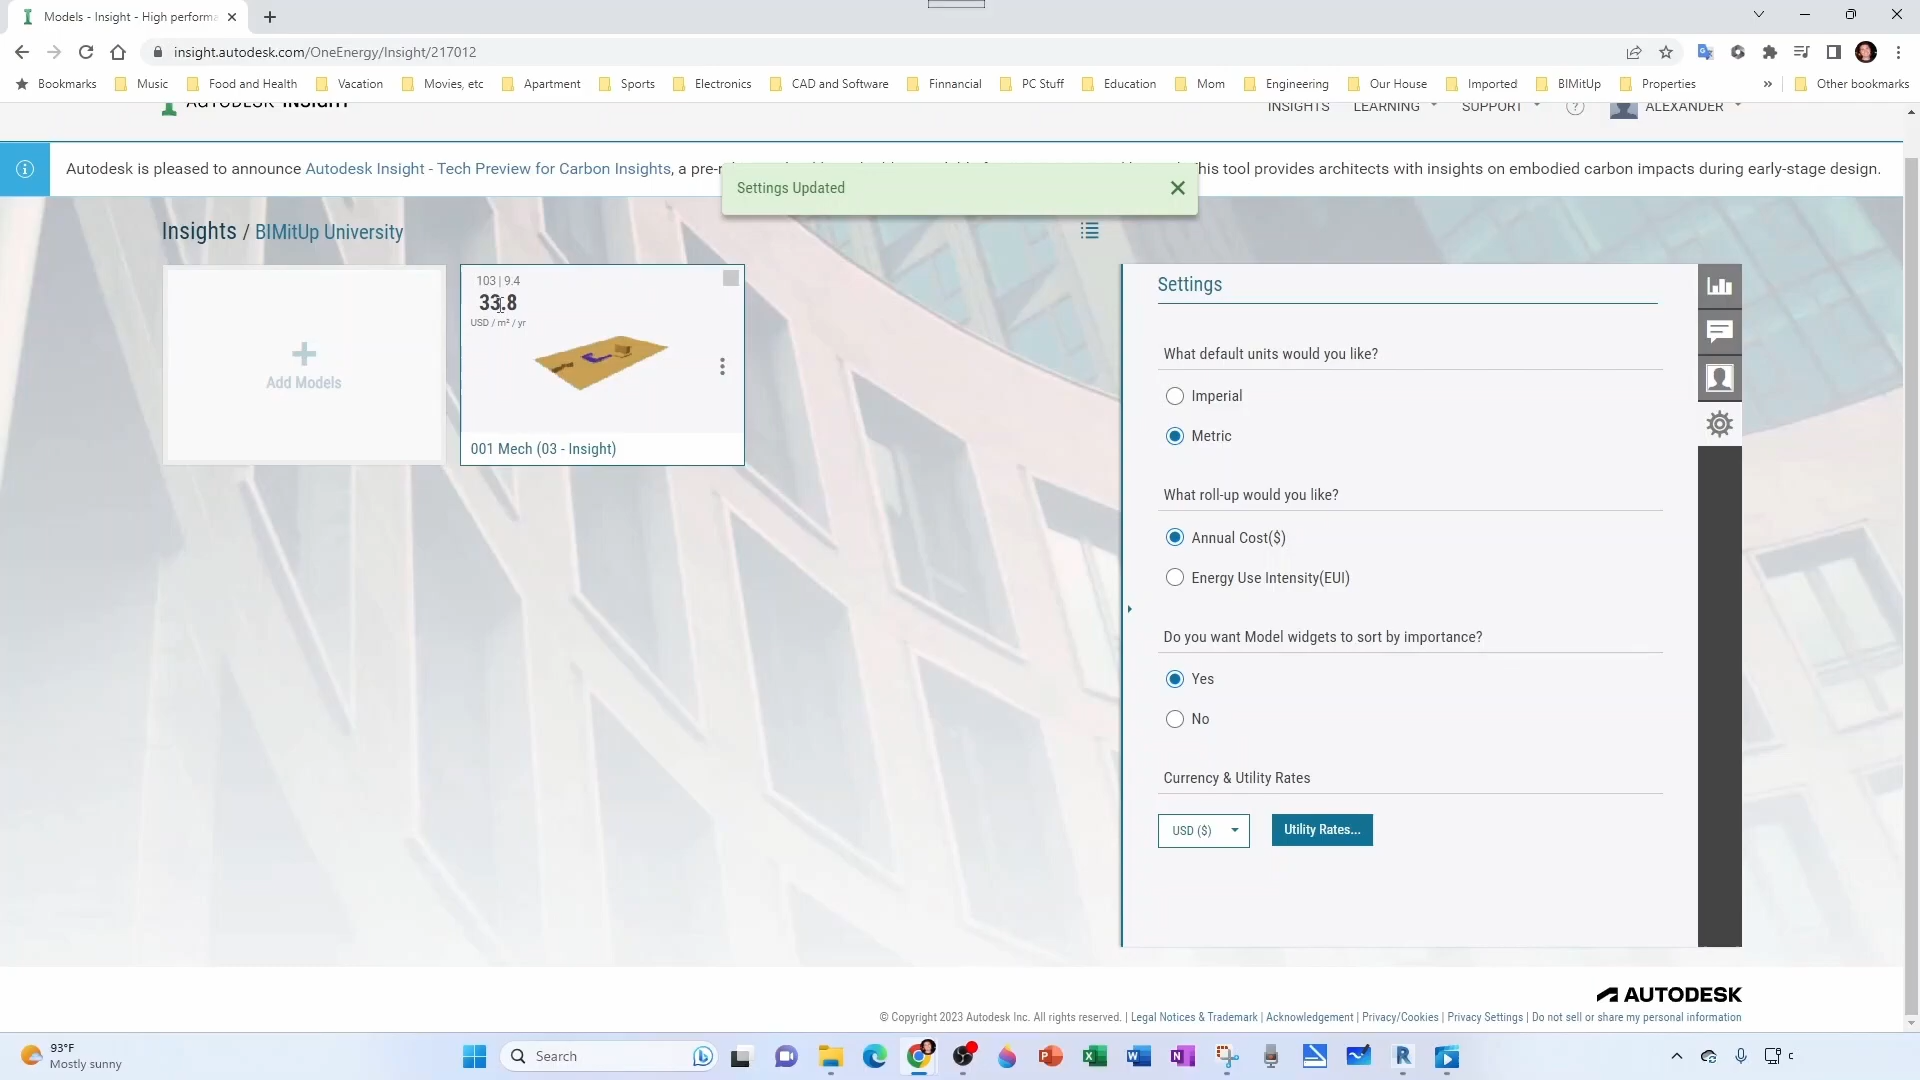 Models - Insight - High performa
insight.autodesk.com/OneEnergy/Insight/217012
Bookmarks Music Food and Health Vacation Movies, etc Apartment Sports Electronics CAD and Software Finnancial PC Stuff Education Mom Engineering Our House Imported BIMitUp Properties » Other bookmarks
AUTODESK INSIGHT INSIGHTS LEARNING SUPPORT ? ALEXANDER
Autodesk is pleased to announce Autodesk Insight - Tech Preview for Carbon Insights, a pre-
his tool provides architects with insights on embodied carbon impacts during early-stage design.
Settings Updated
Insights / BIMitUp University
103 | 9.4
33.8
USD / m² / yr
Add Models
001 Mech (03 - Insight)
Settings
What default units would you like?
Imperial
Metric
What roll-up would you like?
Annual Cost($)
Energy Use Intensity(EUI)
Do you want Model widgets to sort by importance?
Yes
No
Currency & Utility Rates
USD ($) Utility Rates...
AUTODESK
© Copyright 2023 Autodesk Inc. All rights reserved. | Legal Notices & Trademark | Acknowledgement | Privacy/Cookies | Privacy Settings | Do not sell or share my personal information
93°F
Mostly sunny
Search